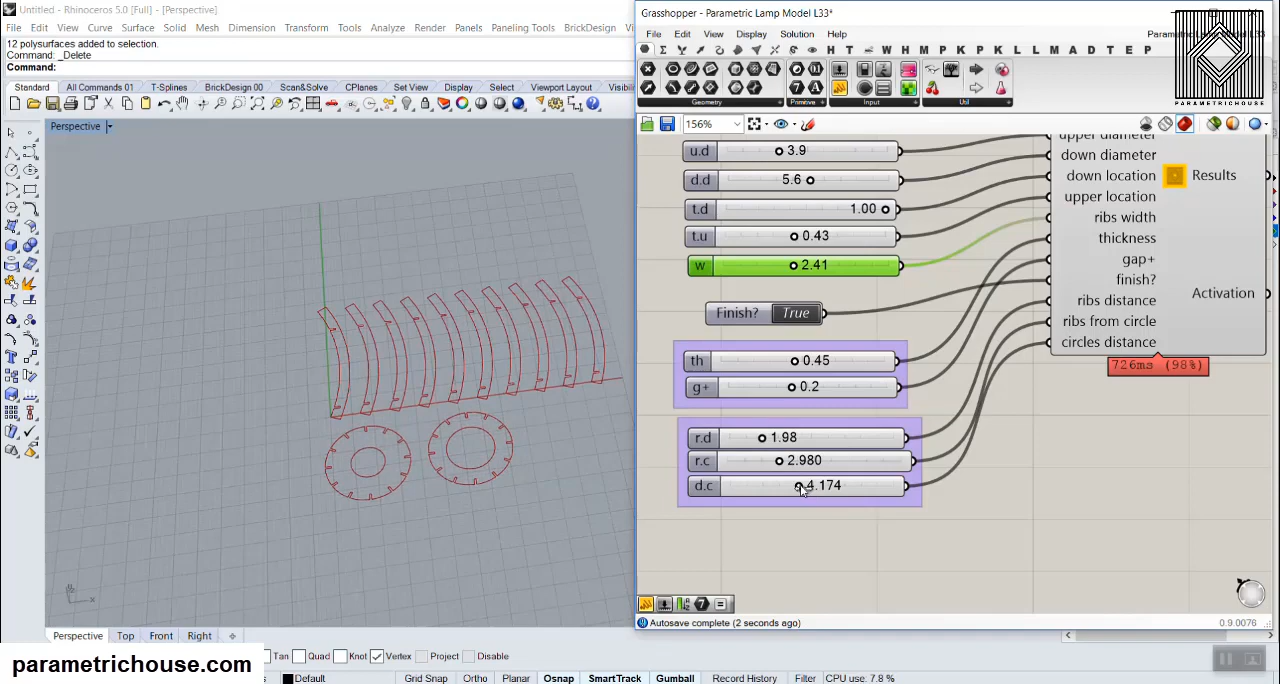 Untitled - Rhinoceros 5.0 [Full] - [Perspective]
File Edit View Curve Surface Solid Mesh Dimension Transform Tools Analyze Render Panels Paneling Tools BrickDesign
12 polysurfaces added to selection.
Command: _Delete
Command:
Standard All Commands 01 T-Splines BrickDesign 00 Scan&Solve CPlanes Set View Display Select Viewport Layout
Perspective
Perspective Top Front Right
Tan Quad Knot Vertex Project Disable
Default Grid Snap Ortho Planar Osnap SmartTrack Gumball Record History Filter CPU use: 7.8 %
parametrichouse.com
Grasshopper - Parametric Lamp Model L33*
File Edit View Display Solution Help
H T W H M P K P K L L M A D T E P
Geometry Primitive Input Util
PARAMETRICHOUSE
156%
u.d 3.9
d.d 5.6
t.d 1.00
t.u 0.43
w 2.41
Finish? True
th 0.45
g+ 0.2
r.d 1.98
r.c 2.980
d.c 4.174
upper diameter
down diameter
down location
upper location
ribs width
thickness
gap+
finish?
ribs distance
ribs from circle
circles distance
Results
Activation
726ms (98%)
Autosave complete (2 seconds ago)
0.9.0076